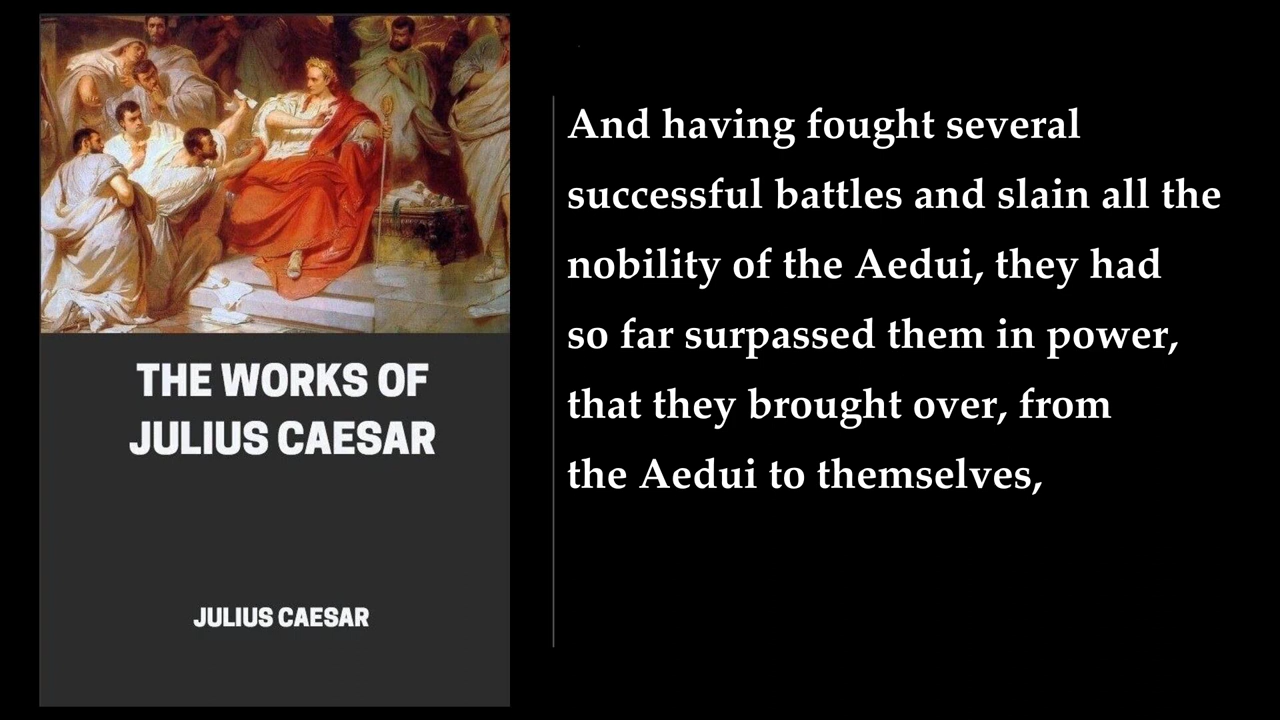 THE WORKS OF
JULIUS CAESAR
JULIUS CAESAR
And having fought several
successful battles and slain all the
nobility of the Aedui, they had
so far surpassed them in power,
that they brought over, from
the Aedui to themselves,